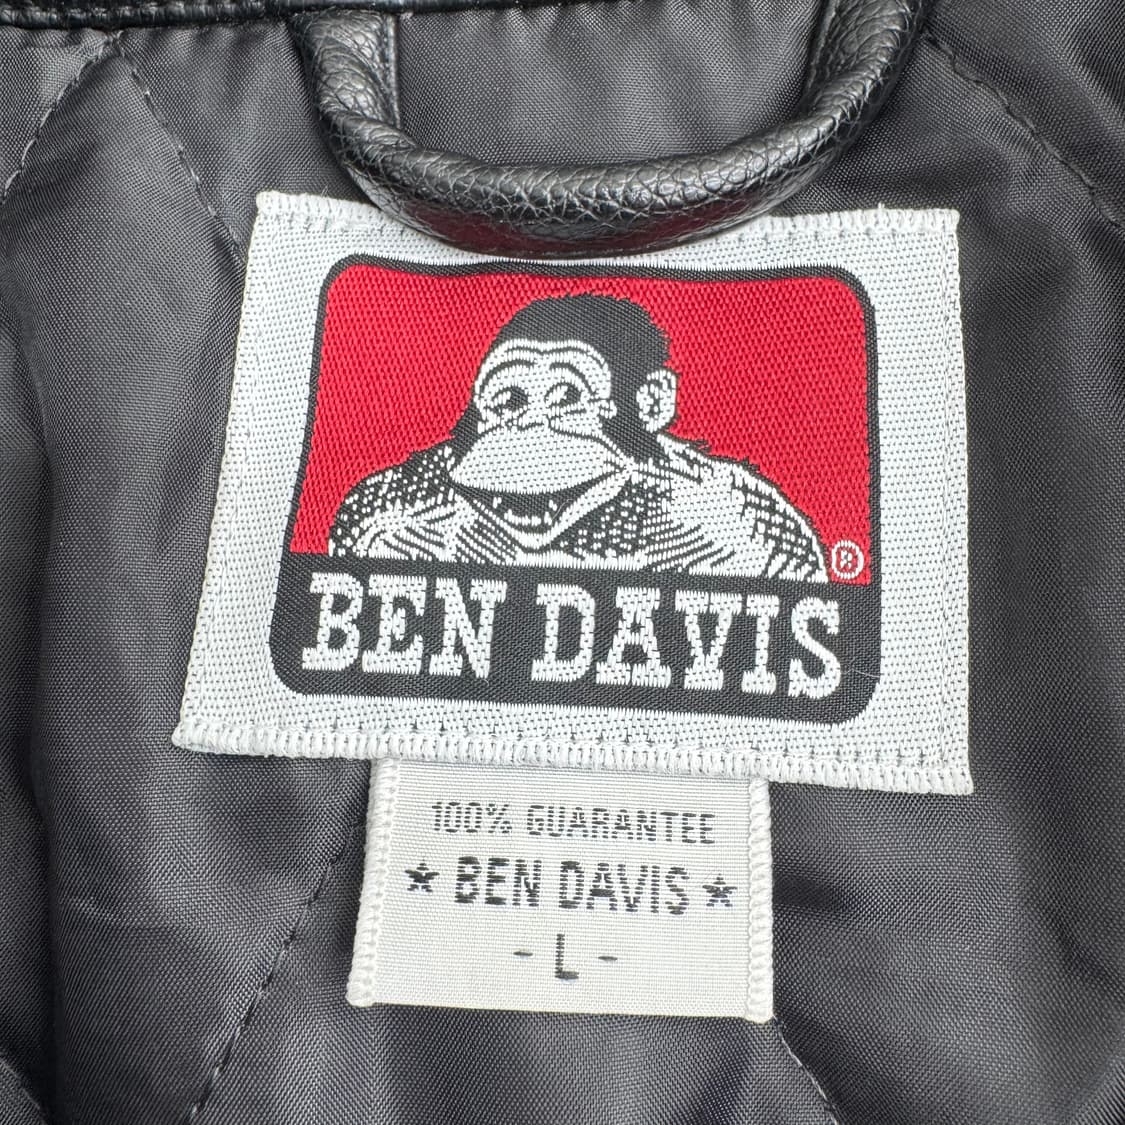 ®
BEN DAVIS
100% GUARANTEE
★ BEN DAVIS ★
- L -